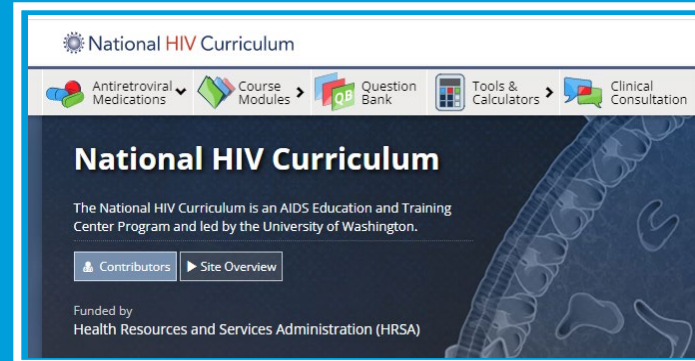 National HIV Curriculum
Antiretroviral Medications
Course Modules
QB
Question Bank
Tools & Calculators
Clinical Consultation
National HIV Curriculum
The National HIV Curriculum is an AIDS Education and Training
Center Program and led by the University of Washington.
Contributors
Site Overview
Funded by
Health Resources and Services Administration (HRSA)